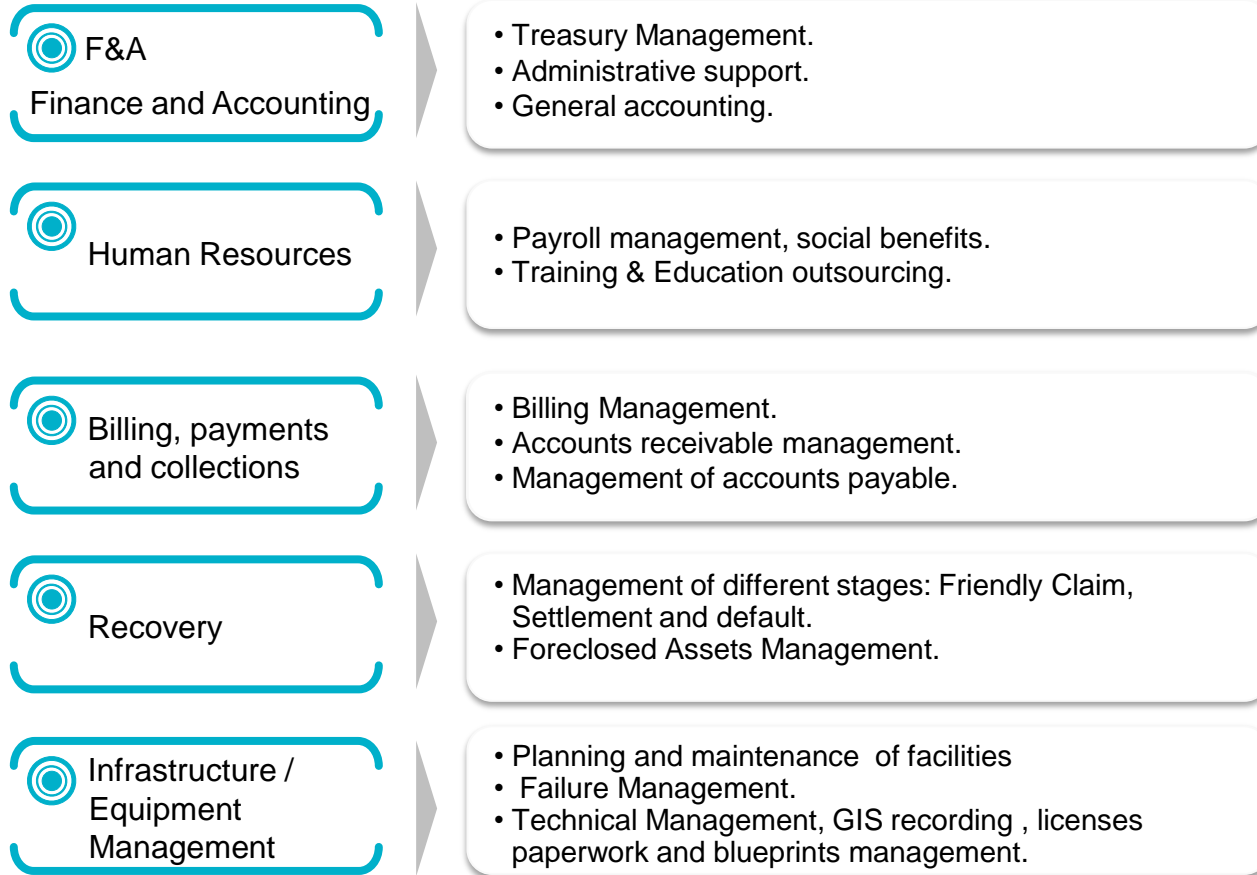 F&A
Finance and Accounting
• Treasury Management.
• Administrative support.
• General accounting.
Human Resources
• Payroll management, social benefits.
• Training & Education outsourcing.
Billing, payments
and collections
• Billing Management.
• Accounts receivable management.
• Management of accounts payable.
Recovery
• Management of different stages: Friendly Claim,
Settlement and default.
• Foreclosed Assets Management.
Infrastructure /
Equipment
Management
• Planning and maintenance  of facilities
•  Failure Management.
• Technical Management, GIS recording , licenses
paperwork and blueprints management.